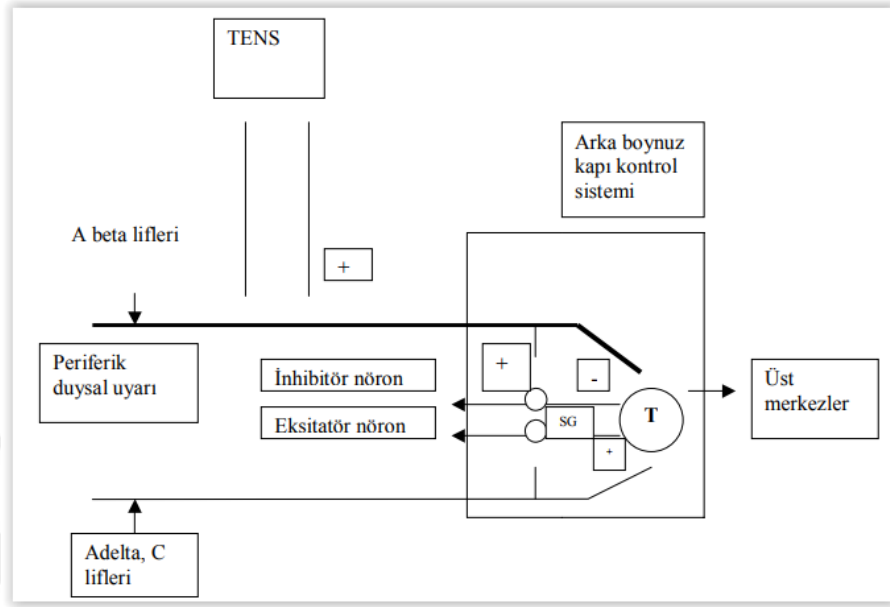 TENS
Arka boynuz
kapı kontrol
sistemi
A beta lifleri
+
Periferik
duysal uyarı
İnhibitör nöron
+
-
Eksitatör nöron
SG
T
+
Üst
merkezler
Adelta, C
lifleri